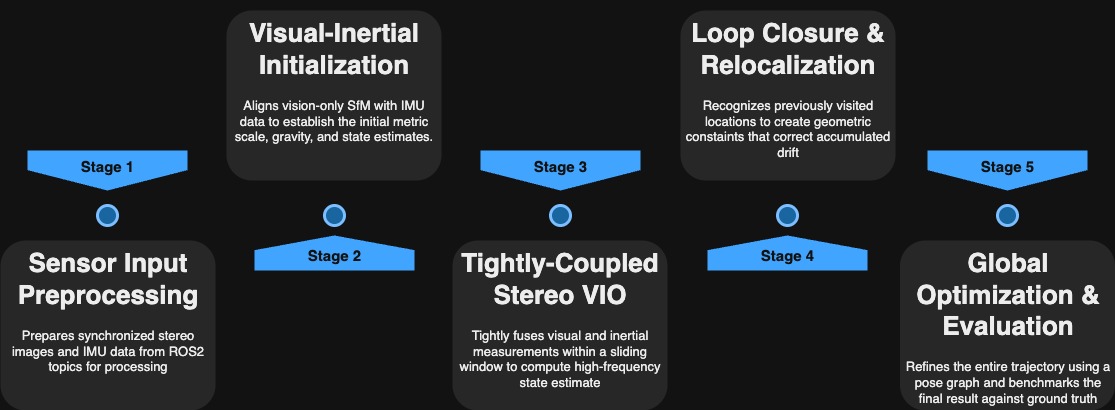 Stage 1
Sensor Input
Preprocessing
Prepares synchronized stereo
images and IMU data from ROS2
topics for processing
Visual-Inertial
Initialization
Aligns vision-only SfM with IMU
data to establish the initial metric
scale, gravity, and state estimates.
Stage 2
Stage 3
Tightly-Coupled
Stereo VIO
Tightly fuses visual and inertial
measurements within a sliding
window to compute high-frequency
state estimate
Loop Closure &
Relocalization
Recognizes previously visited
locations to create geometric
constaints that correct accumulated
drift
Stage 4
Stage 5
Global
Optimization &
Evaluation
Refines the entire trajectory using a
pose graph and benchmarks the
final result against ground truth